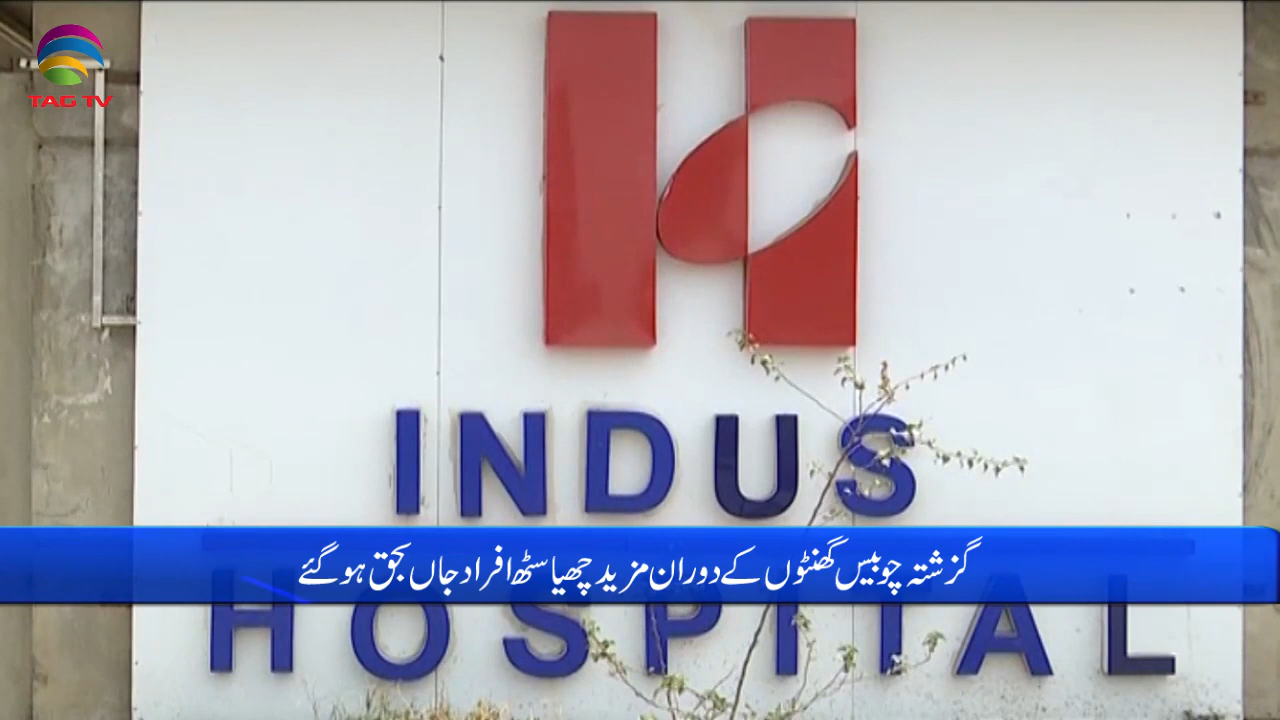 TAG TV
INDUS
گزشتہ چوبیس گھنٹوں کے دوران مزید چھیاسٹھ افراد جاں بحق ہو گئے
HOSPITAL